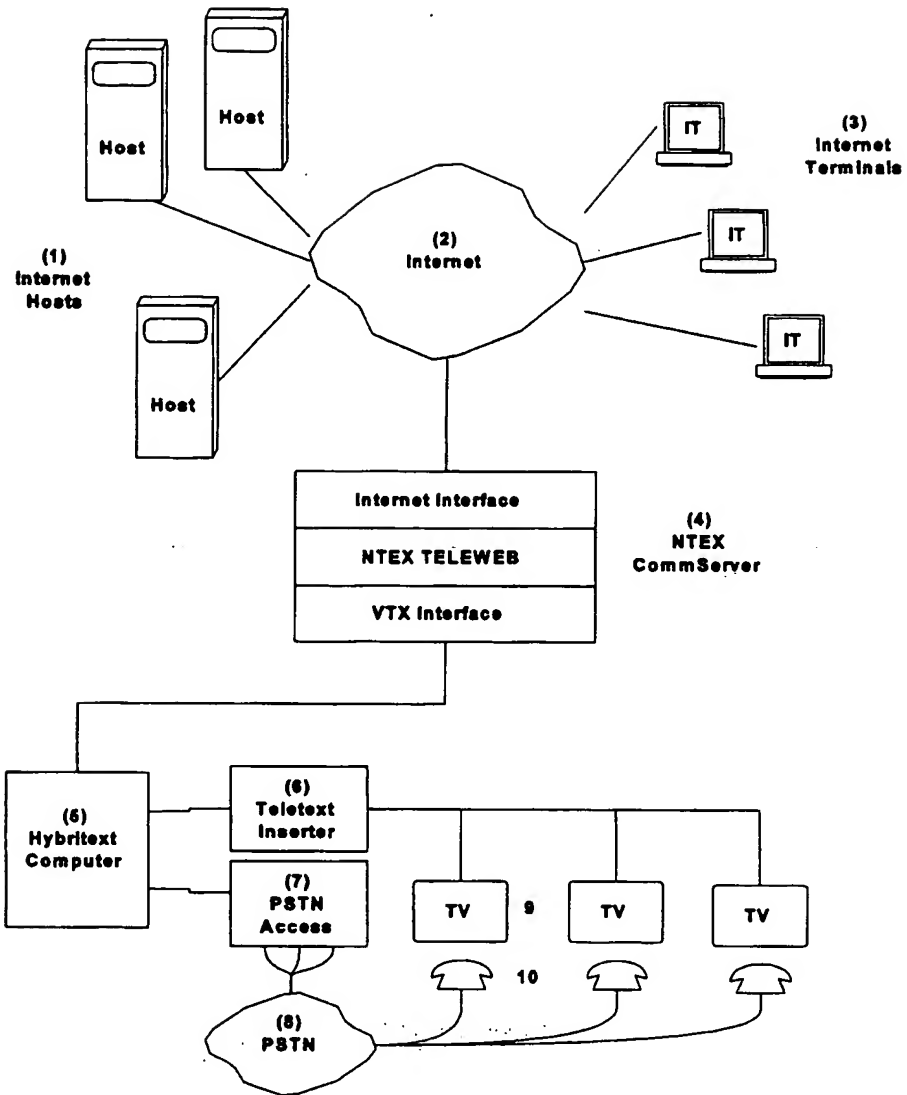 Host
Host
(1)
Internet
Hosts
Host
(2)
Internet
IT
IT
IT
(3)
Internet
Terminals
Internet Interface
NTEX TELEWEB
VTX Interface
(4)
NTEX
CommServer
(5)
Hybritext
Computer
(6)
Teletext
Inserter
(7)
PSTN
Access
(8)
PSTN
TV
9
TV
TV
10